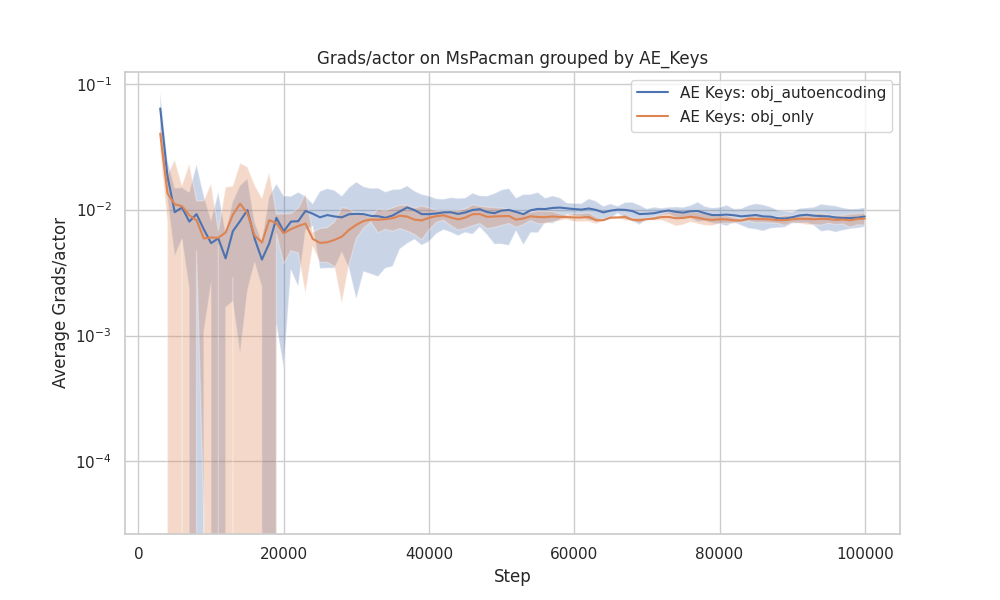 Grads/actor on MsPacman grouped by AE_Keys
AE Keys: obj_autoencoding
AE Keys: obj_only
Average Grads/actor
10⁻¹
10⁻²
10⁻³
10⁻⁴
0
20000
40000
60000
80000
100000
Step